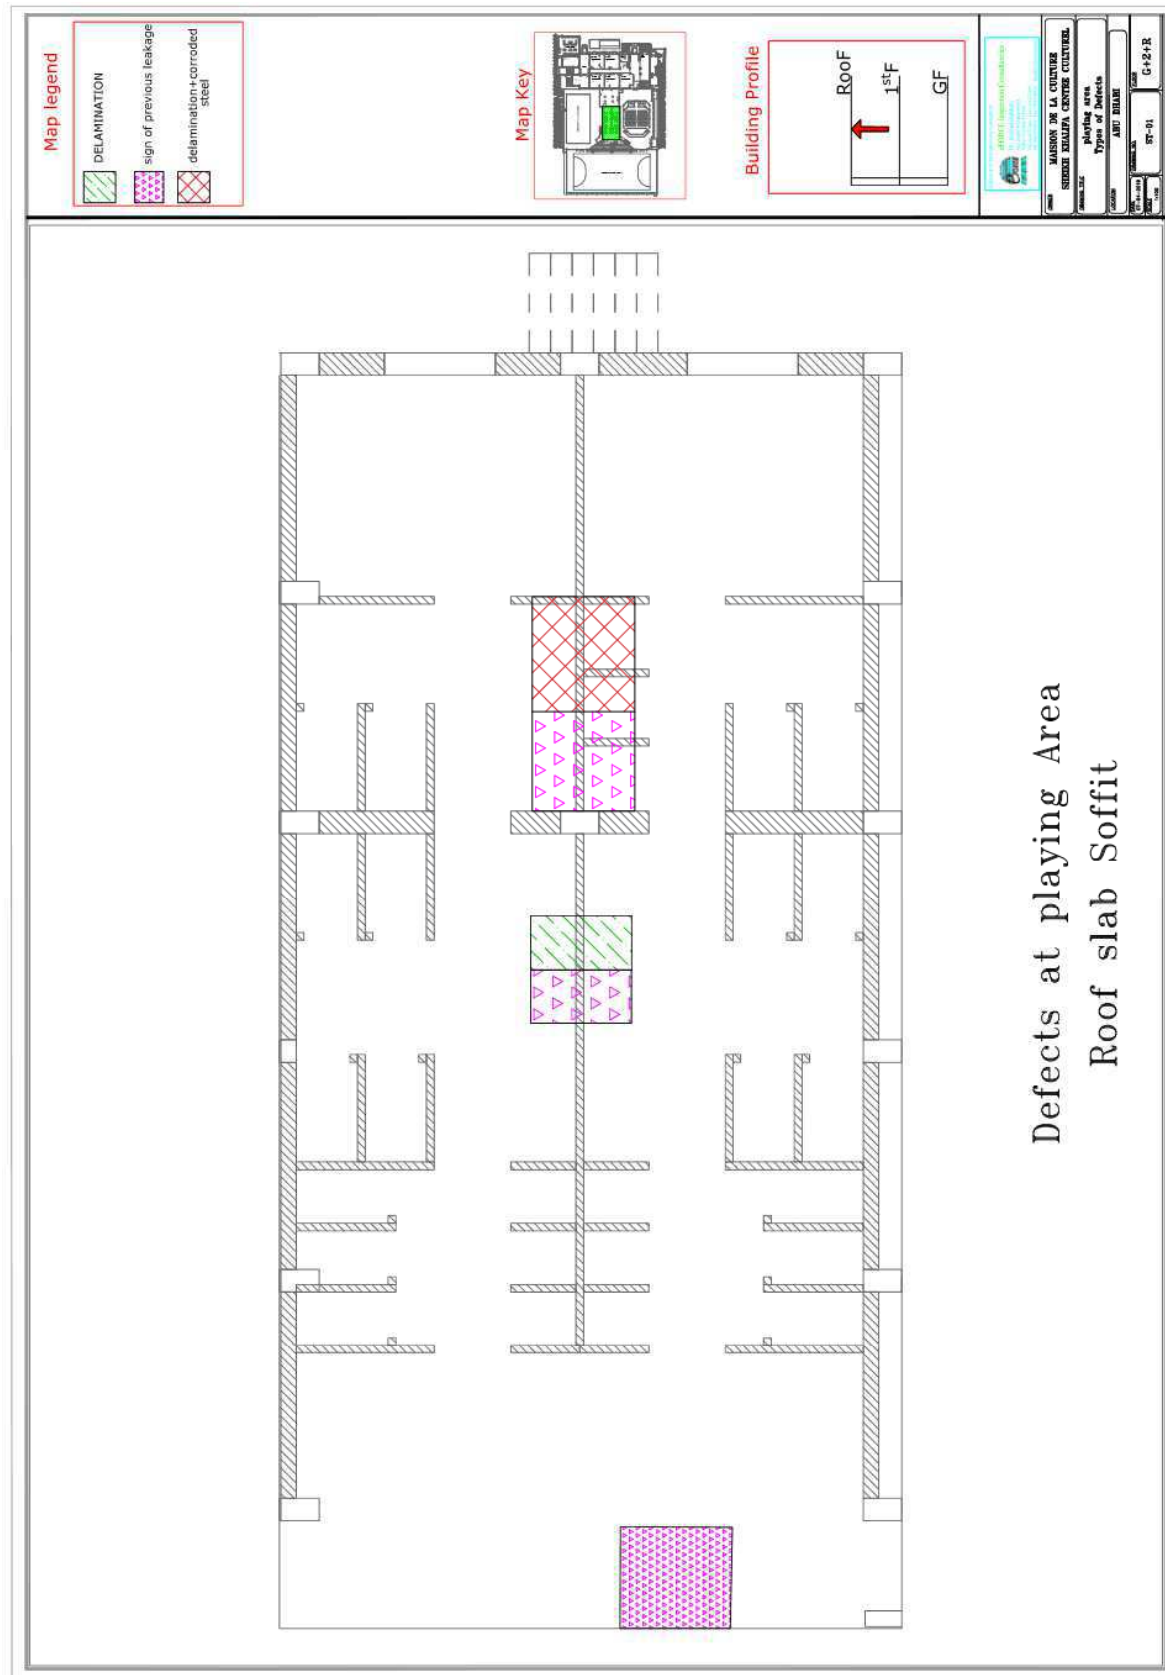 Map legend
DELAMINATION
sign of previous leakage
delamination+corroded
steel
Map Key
Building Profile
RooF
1stF
GF
MAISION DE LA CULTURE
SHEIKH KHALIFA CENTRE CULTUREL
playing area
Types of Defects
LOCATION
ABU DHABI
ST-01
G+2+R
Defects at playing Area
Roof slab Soffit